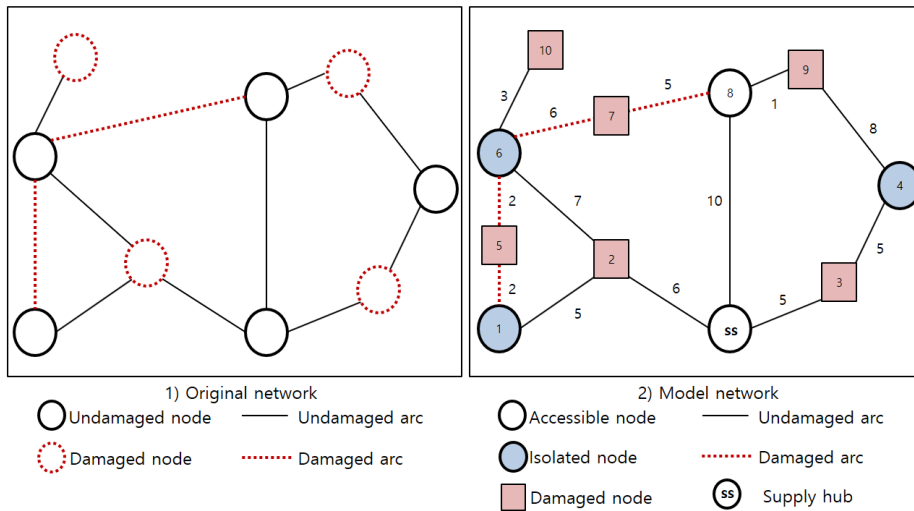 10
9
3
5
6
8
7
1
6
8
4
2
7
10
5
2
5
3
2
6
5
5
1
ss
1) Original network
2) Model network
Undamaged node
Undamaged arc
Accessible node
Undamaged arc
Damaged node
Damaged arc
Isolated node
Damaged arc
Damaged node
ss
Supply hub